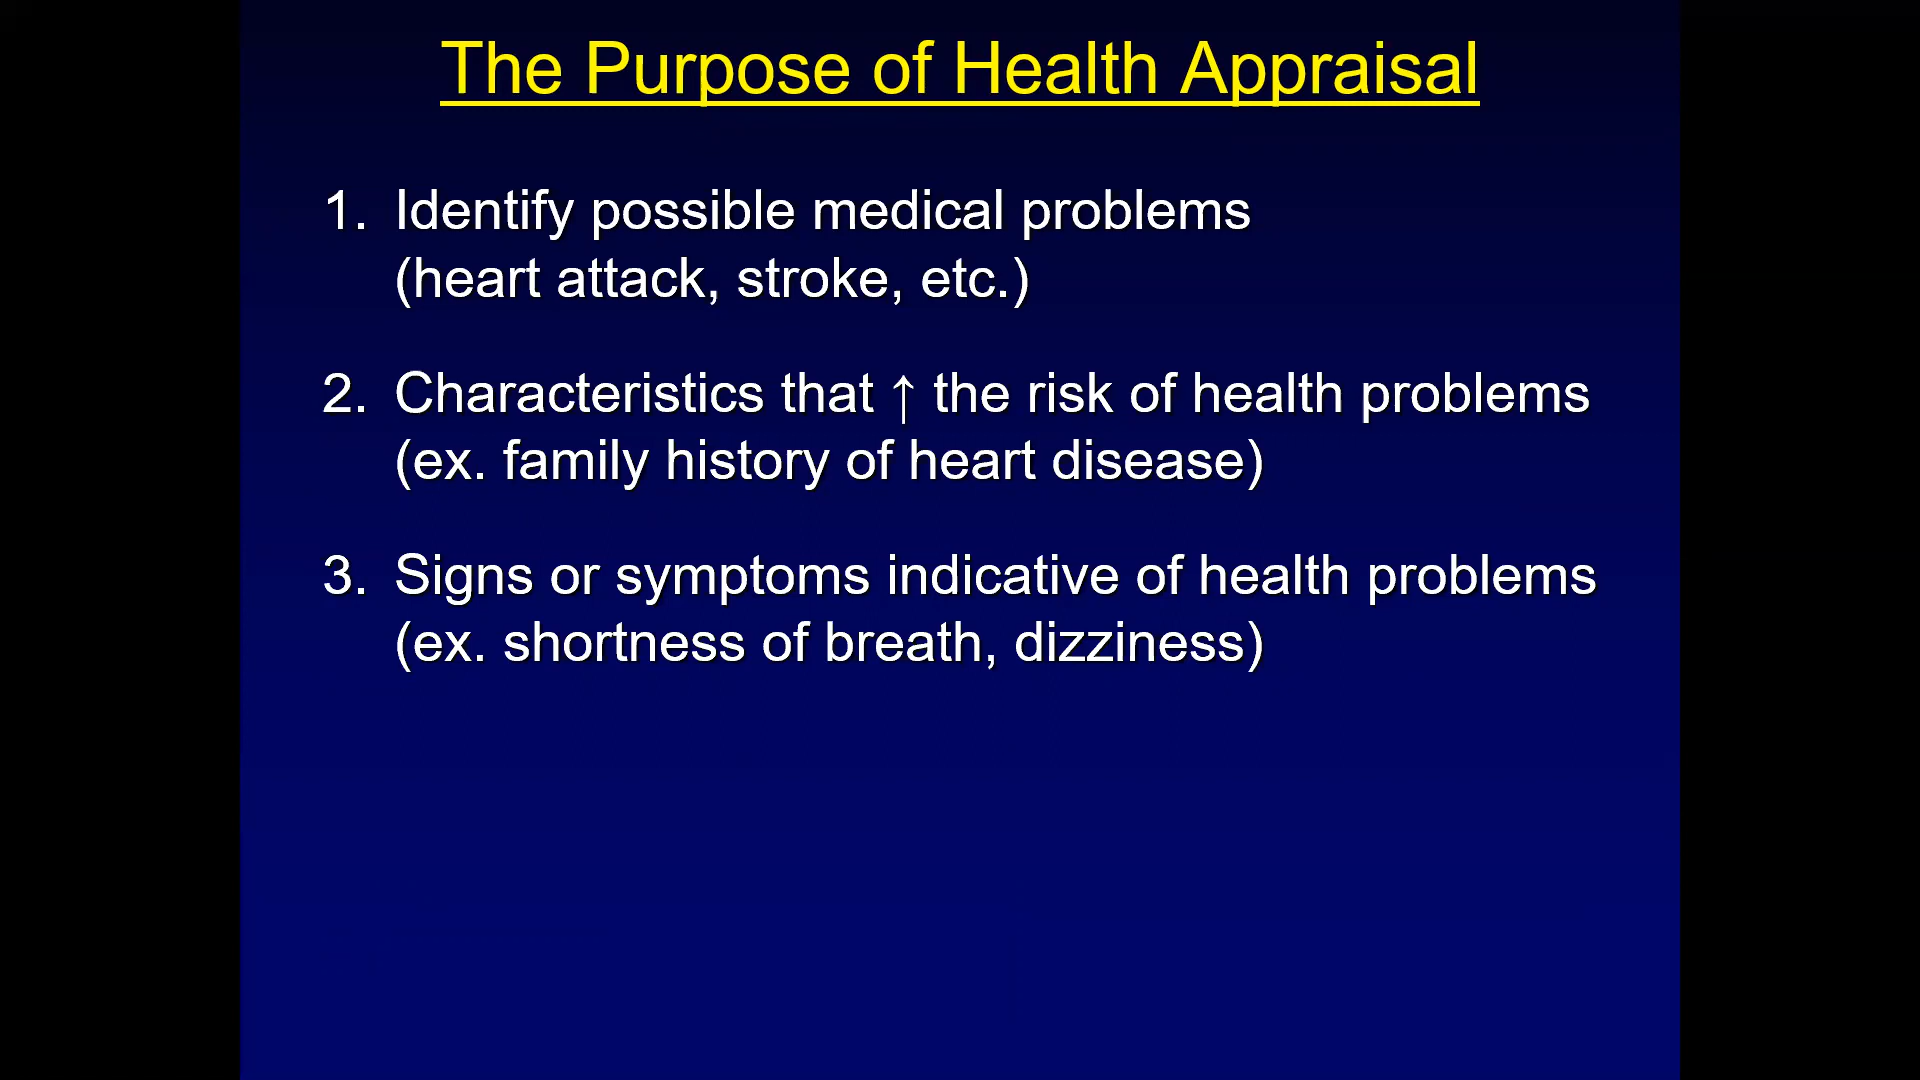 The Purpose of Health Appraisal
1. Identify possible medical problems
(heart attack, stroke, etc.)
2. Characteristics that ↑ the risk of health problems
(ex. family history of heart disease)
3. Signs or symptoms indicative of health problems
(ex. shortness of breath, dizziness)